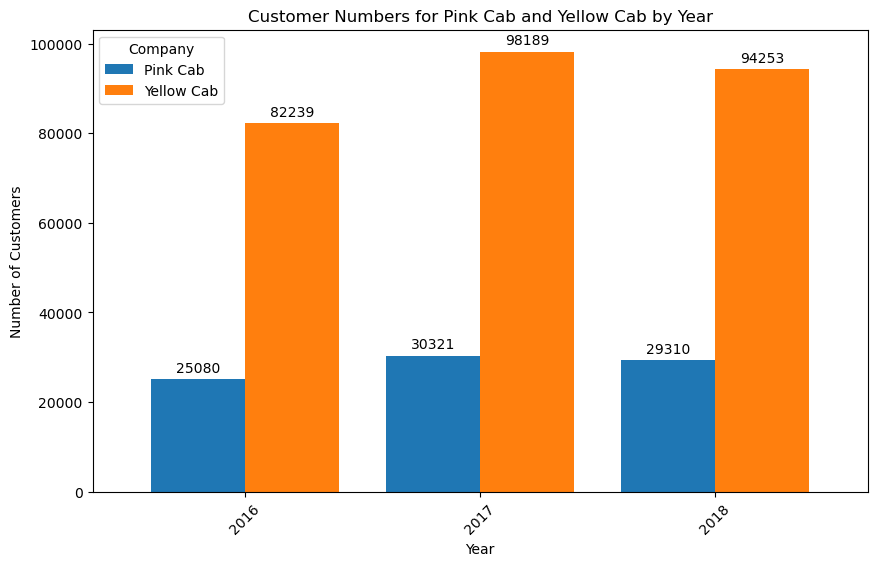 Customer Numbers for Pink Cab and Yellow Cab by Year
Company
Pink Cab
Yellow Cab
Number of Customers
100000
80000
60000
40000
20000
0
25080
82239
30321
98189
29310
94253
2016
2017
2018
Year